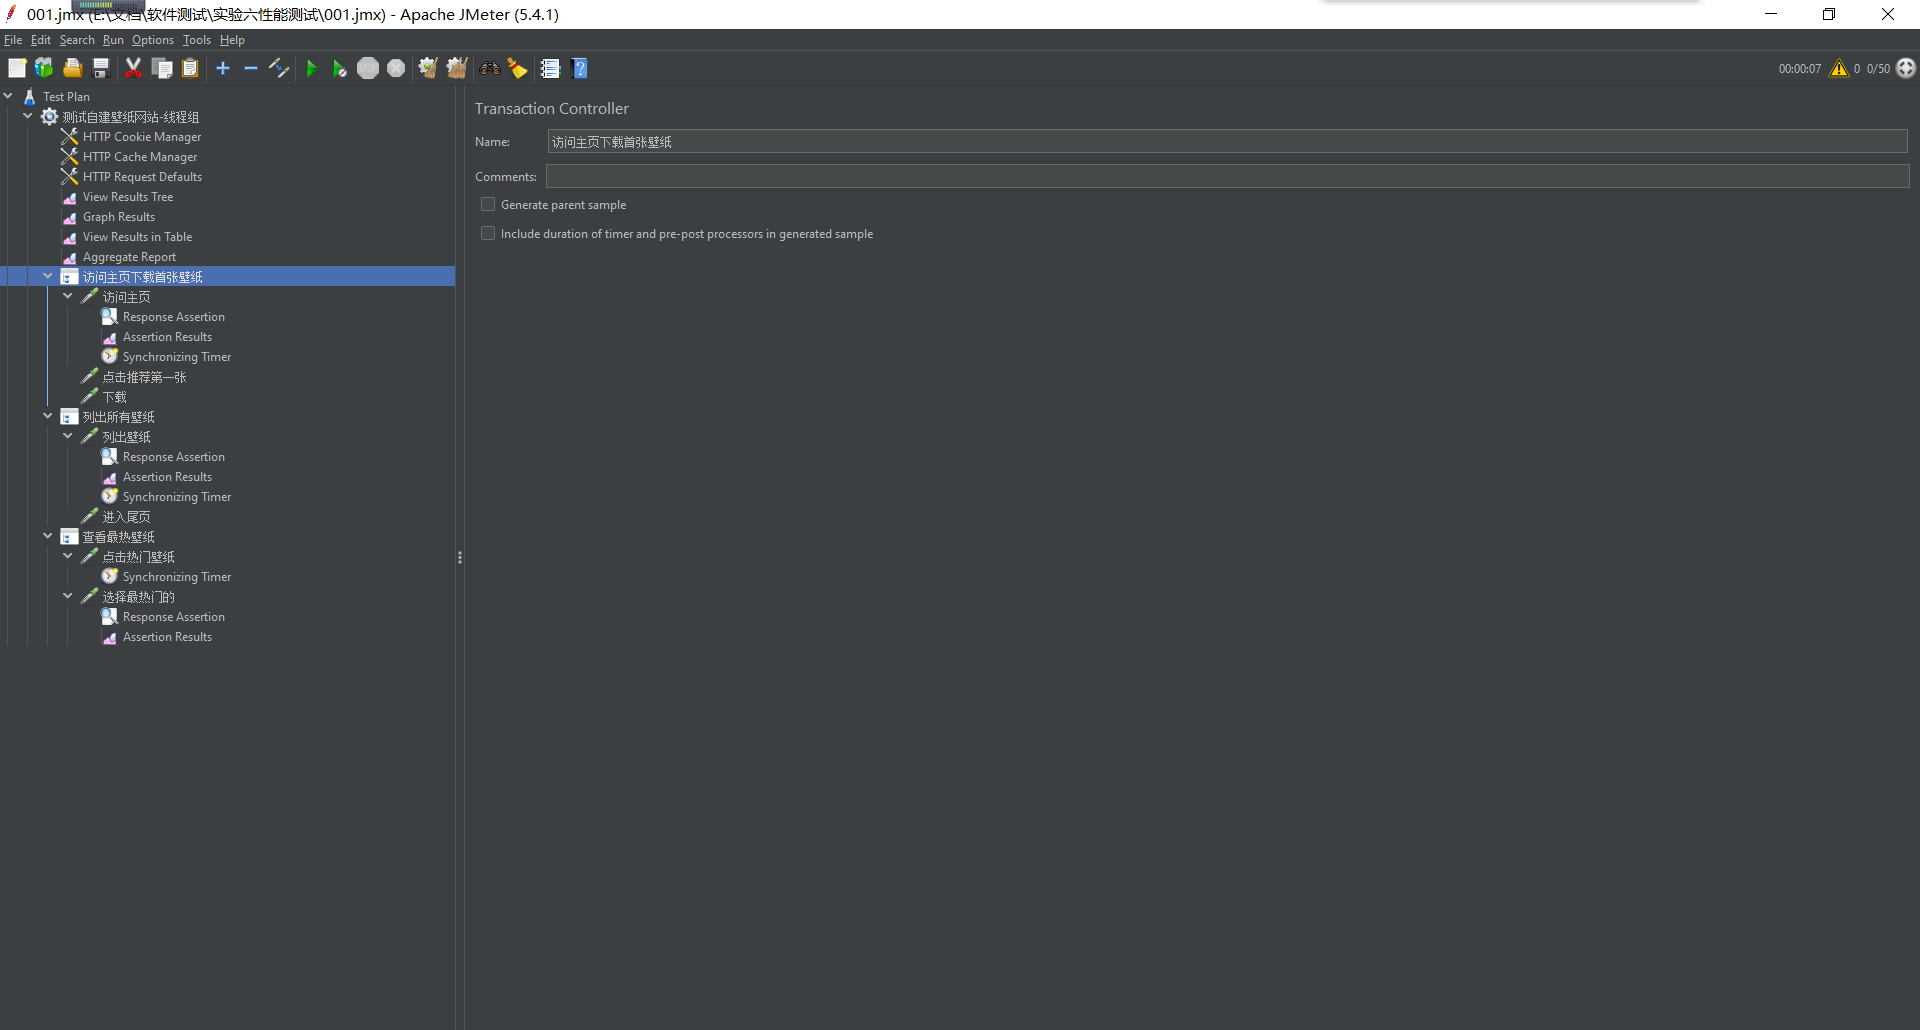 001.jmx (E:\文档\软件测试\实验六性能测试\001.jmx) - Apache JMeter (5.4.1)
File Edit Search Run Options Tools Help
00:00:07 0 0/50
Test Plan
测试自建壁纸网站-线程组
HTTP Cookie Manager
HTTP Cache Manager
HTTP Request Defaults
View Results Tree
Graph Results
View Results in Table
Aggregate Report
访问主页下载首张壁纸
访问主页
Response Assertion
Assertion Results
Synchronizing Timer
点击推荐第一张
下载
列出所有壁纸
列出壁纸
Response Assertion
Assertion Results
Synchronizing Timer
进入尾页
查看最热壁纸
点击热门壁纸
Synchronizing Timer
选择最热门的
Response Assertion
Assertion Results
Transaction Controller
Name: 访问主页下载首张壁纸
Comments:
Generate parent sample
Include duration of timer and pre-post processors in generated sample